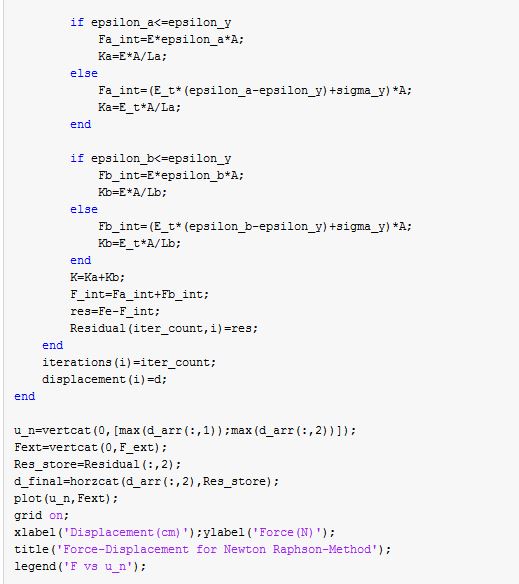 if epsilon_a<=epsilon_y
Fa_int=E*epsilon_a*A;
Ka=E*A/La;
else
Fa_int=(E_t*(epsilon_a-epsilon_y)+sigma_y)*A;
Ka=E_t*A/La;
end
if epsilon_b<=epsilon_y
Fb_int=E*epsilon_b*A;
Kb=E*A/Lb;
else
Fb_int=(E_t*(epsilon_b-epsilon_y)+sigma_y)*A;
Kb=E_t*A/Lb;
end
K=Ka+Kb;
F_int=Fa_int+Fb_int;
res=Fe-F_int;
Residual(iter_count,i)=res;
end
iterations(i)=iter_count;
displacement(i)=d;
end
u_n=vertcat(0,[max(d_arr(:,1));max(d_arr(:,2))]);
Fext=vertcat(0,F_ext);
Res_store=Residual(:,2);
d_final=horzcat(d_arr(:,2),Res_store);
plot(u_n,Fext);
grid on;
xlabel('Displacement(cm)');ylabel('Force(N)');
title('Force-Displacement for Newton Raphson-Method');
legend('F vs u_n');